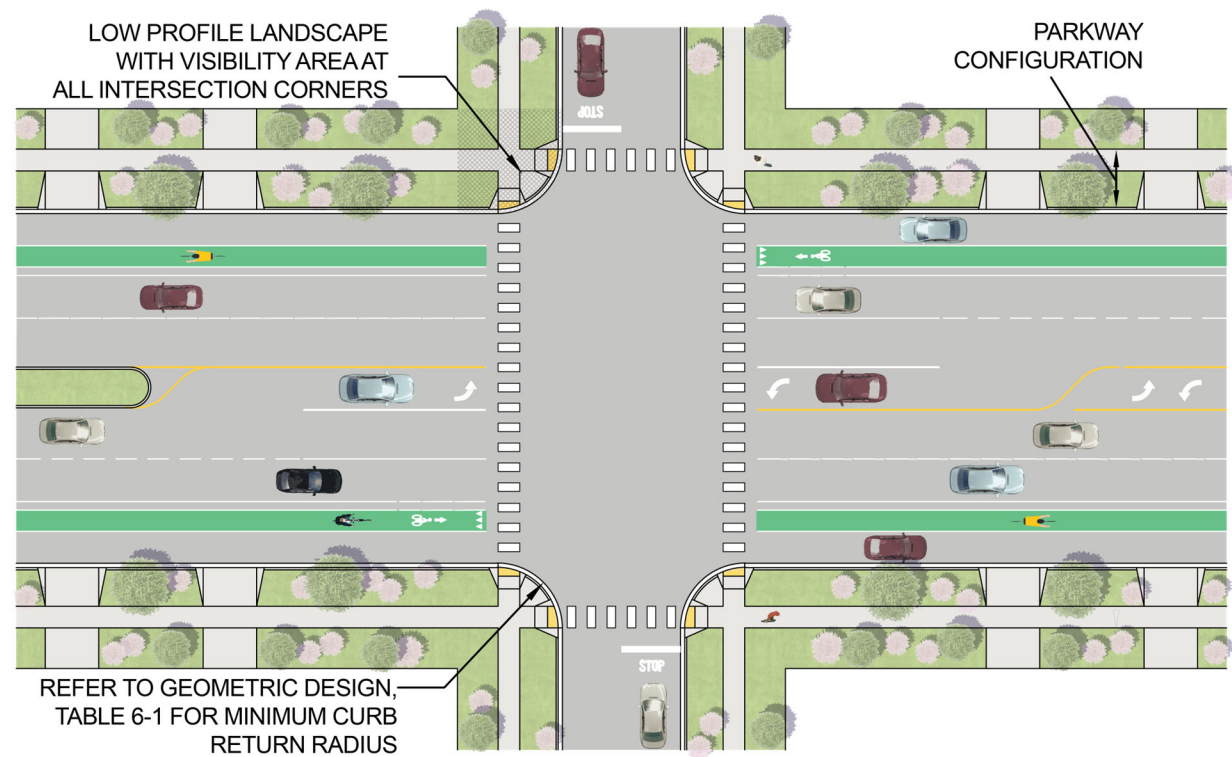 LOW PROFILE LANDSCAPE
WITH VISIBILITY AREA AT
ALL INTERSECTION CORNERS
PARKWAY
CONFIGURATION
STOP
STOP
REFER TO GEOMETRIC DESIGN,
TABLE 6-1 FOR MINIMUM CURB
RETURN RADIUS